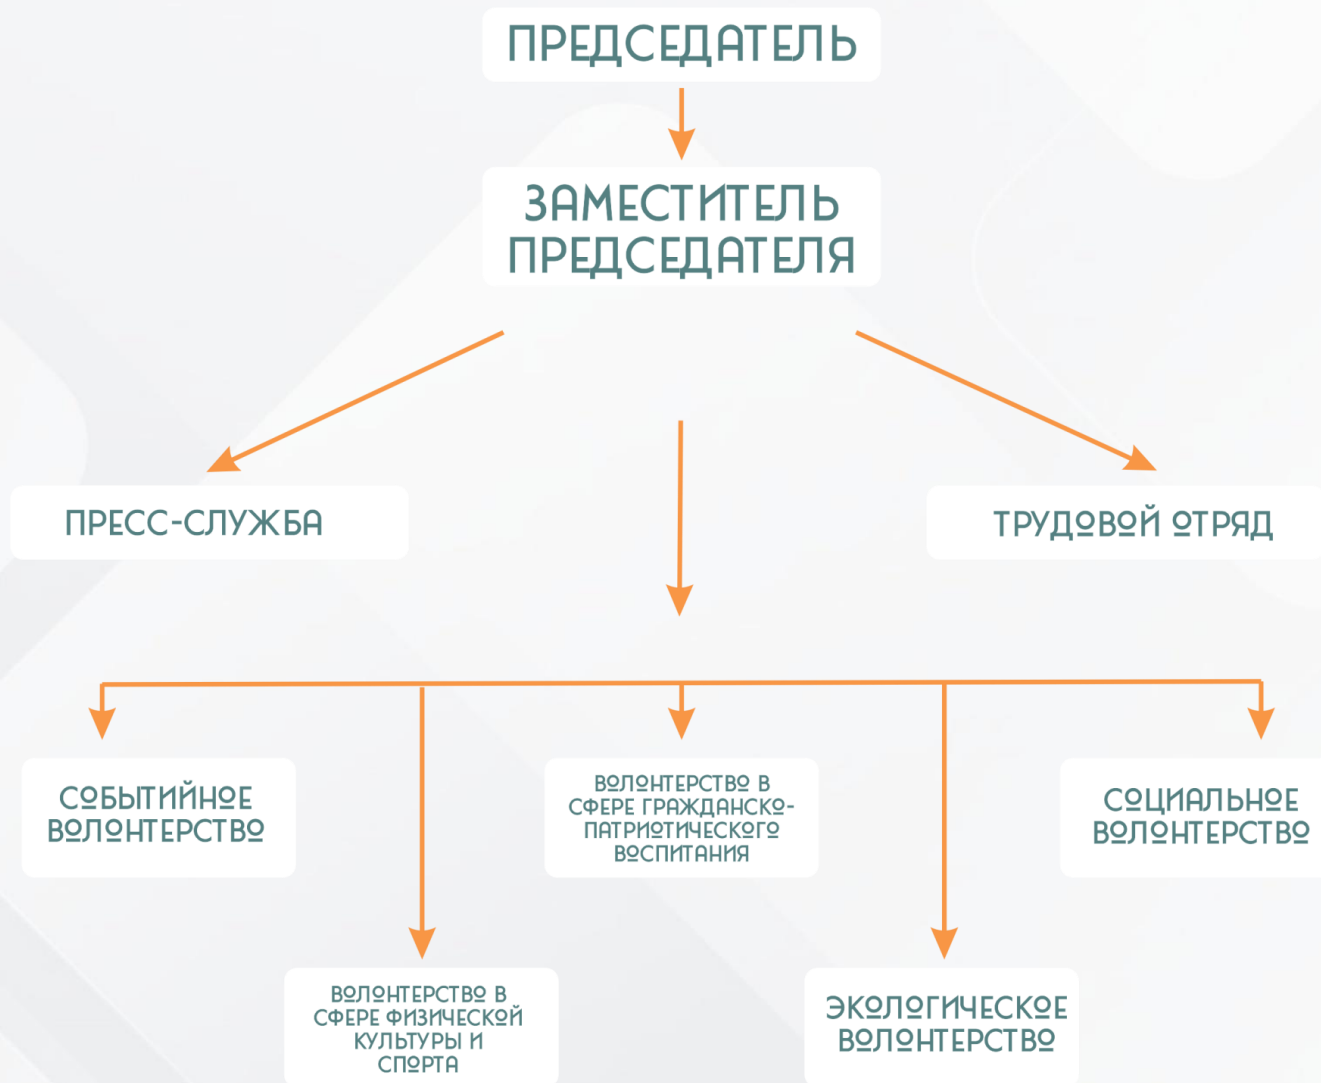 ПРЕДСЕДАТЕЛЬ
ЗАМЕСТИТЕЛЬ
ПРЕДСЕДАТЕЛЯ
ПРЕСС-СЛУЖБА
ТРУДОВОЙ ОТРЯД
СОБЫТИЙНОЕ
ВОЛОНТЕРСТВО
ВОЛОНТЕРСТВО В
СФЕРЕ ГРАЖДАНСКО-
ПАТРИОТИЧЕСКОГО
ВОСПИТАНИЯ
СОЦИАЛЬНОЕ
ВОЛОНТЕРСТВО
ВОЛОНТЕРСТВО В
СФЕРЕ ФИЗИЧЕСКОЙ
КУЛЬТУРЫ И
СПОРТА
ЭКОЛОГИЧЕСКОЕ
ВОЛОНТЕРСТВО